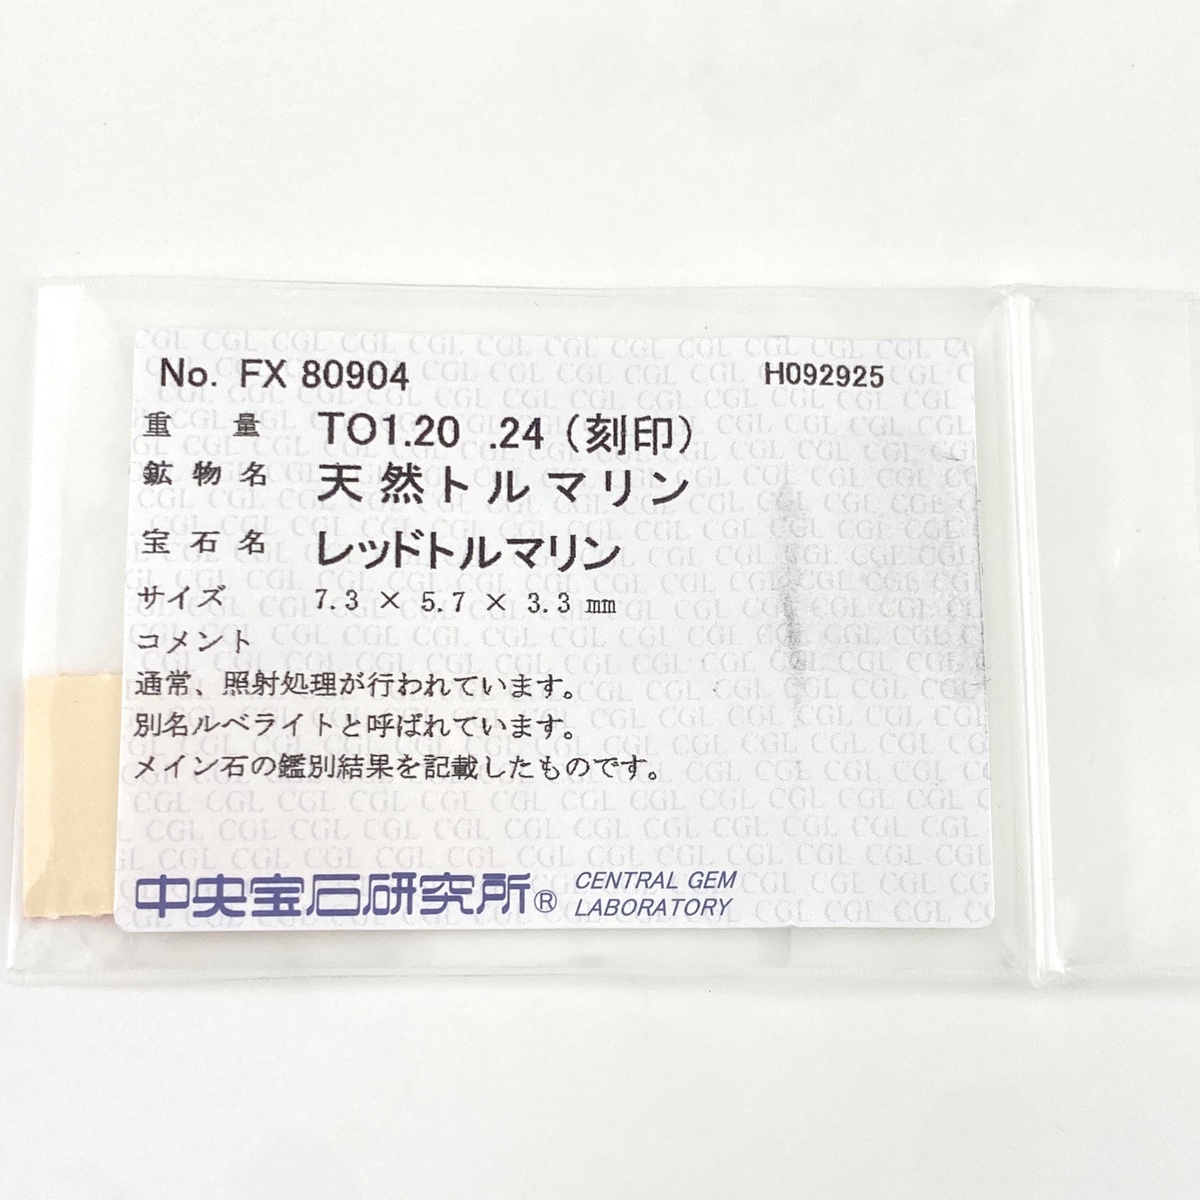 No. FX 80904 H092925
重量 TO1.20 .24(刻印)
鉱物名 天然トルマリン
宝石名 レッドトルマリン
サイズ 7.3 × 5.7 × 3.3 mm
コメント
通常、照射処理が行われています。
別名ルベライトと呼ばれています。
メイン石の鑑別結果を記載したものです。
中央宝石研究所® CENTRAL GEM
LABORATORY